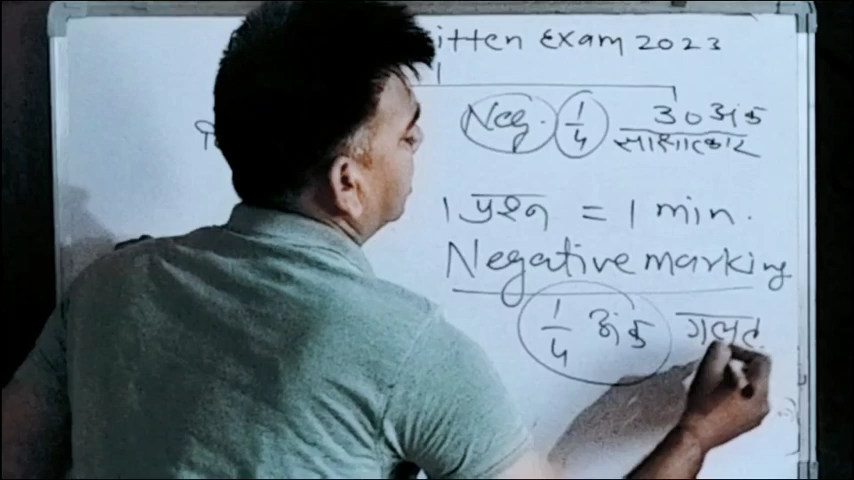 itten Exam 2023
Neg. 1/4 30 अंक
साक्षात्कार
1 प्रश्न = 1 min.
Negative marking
1/4 अंक गलत